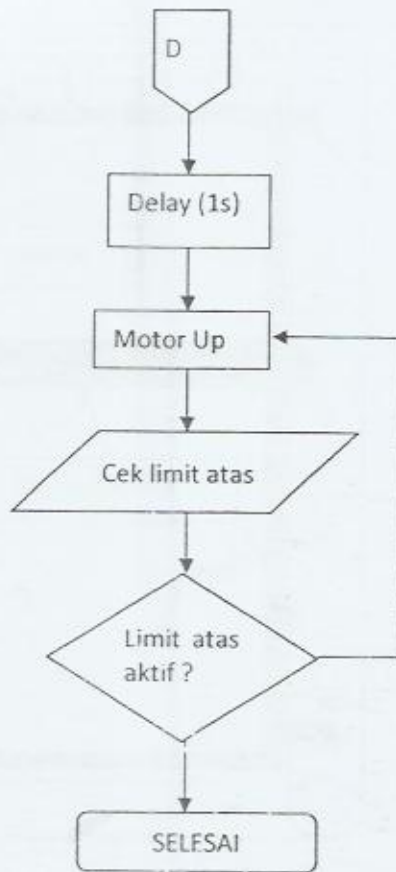 D
Delay (1s)
Motor Up
Cek limit atas
Limit atas
aktif ?
SELESAI